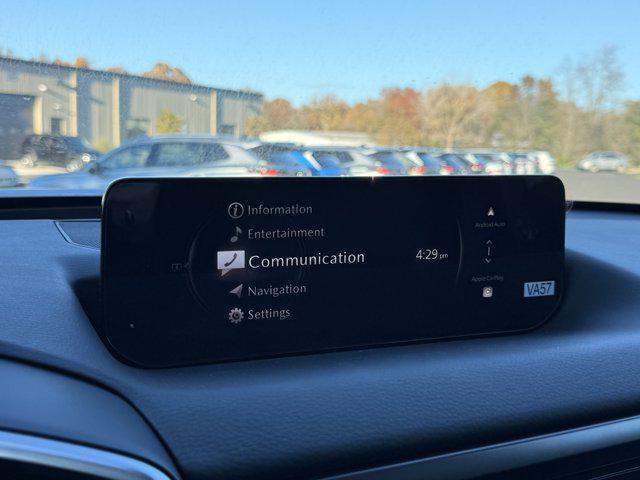 Information
Entertainment
Communication
Navigation
Settings
4:29 pm
Android Auto
Apple CarPlay
VA57